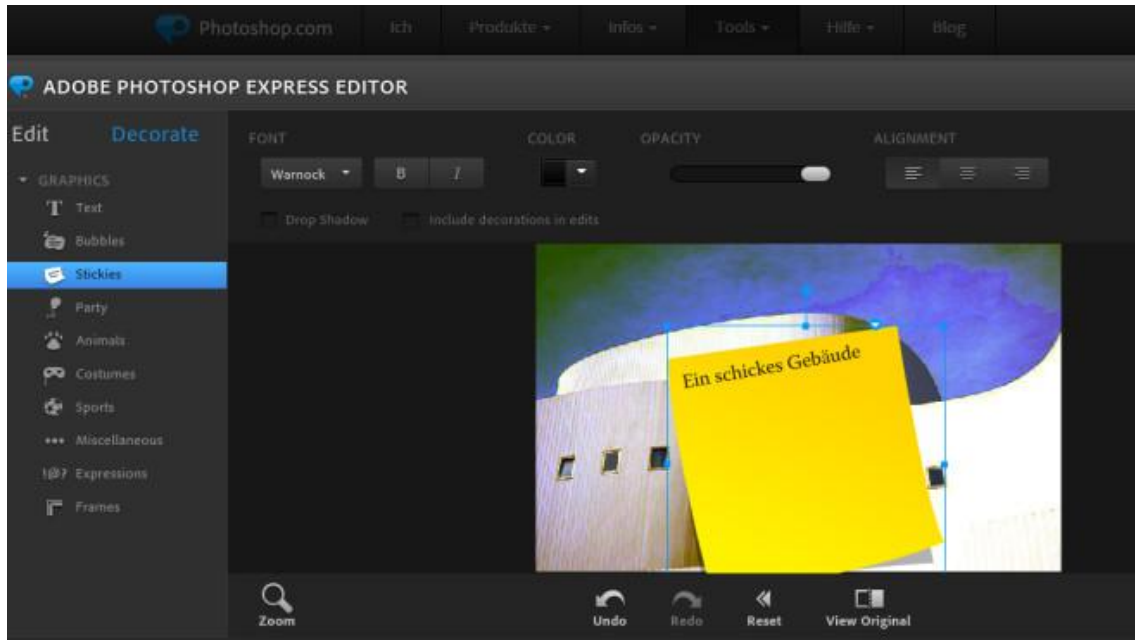 Photoshop.com Ich Produkte Infos Tools Hilfe Blog
ADOBE PHOTOSHOP EXPRESS EDITOR
Edit Decorate
FONT COLOR OPACITY ALIGNMENT
Warnock B I
GRAPHICS
Text
Drop Shadow Include decorations in edits
Bubbles
Stickies
Party
Animals
Costumes
Sports
Miscellaneous
!@? Expressions
Frames
Ein schickes Gebäude
Zoom Undo Redo Reset View Original